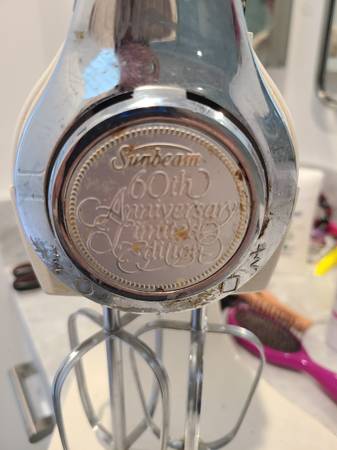 Sunbeam
60th
Anniversary
Limited
Edition